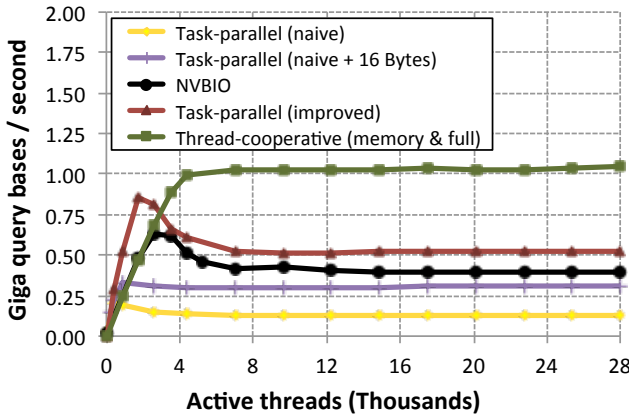 2.00
1.75
1.50
1.25
1.00
0.75
0.50
0.25
0.00
Giga query bases / second
Task-parallel (naive)
Task-parallel (naive + 16 Bytes)
NVBIO
Task-parallel (improved)
Thread-cooperative (memory & full)
0 4 8 12 16 20 24 28
Active threads (Thousands)